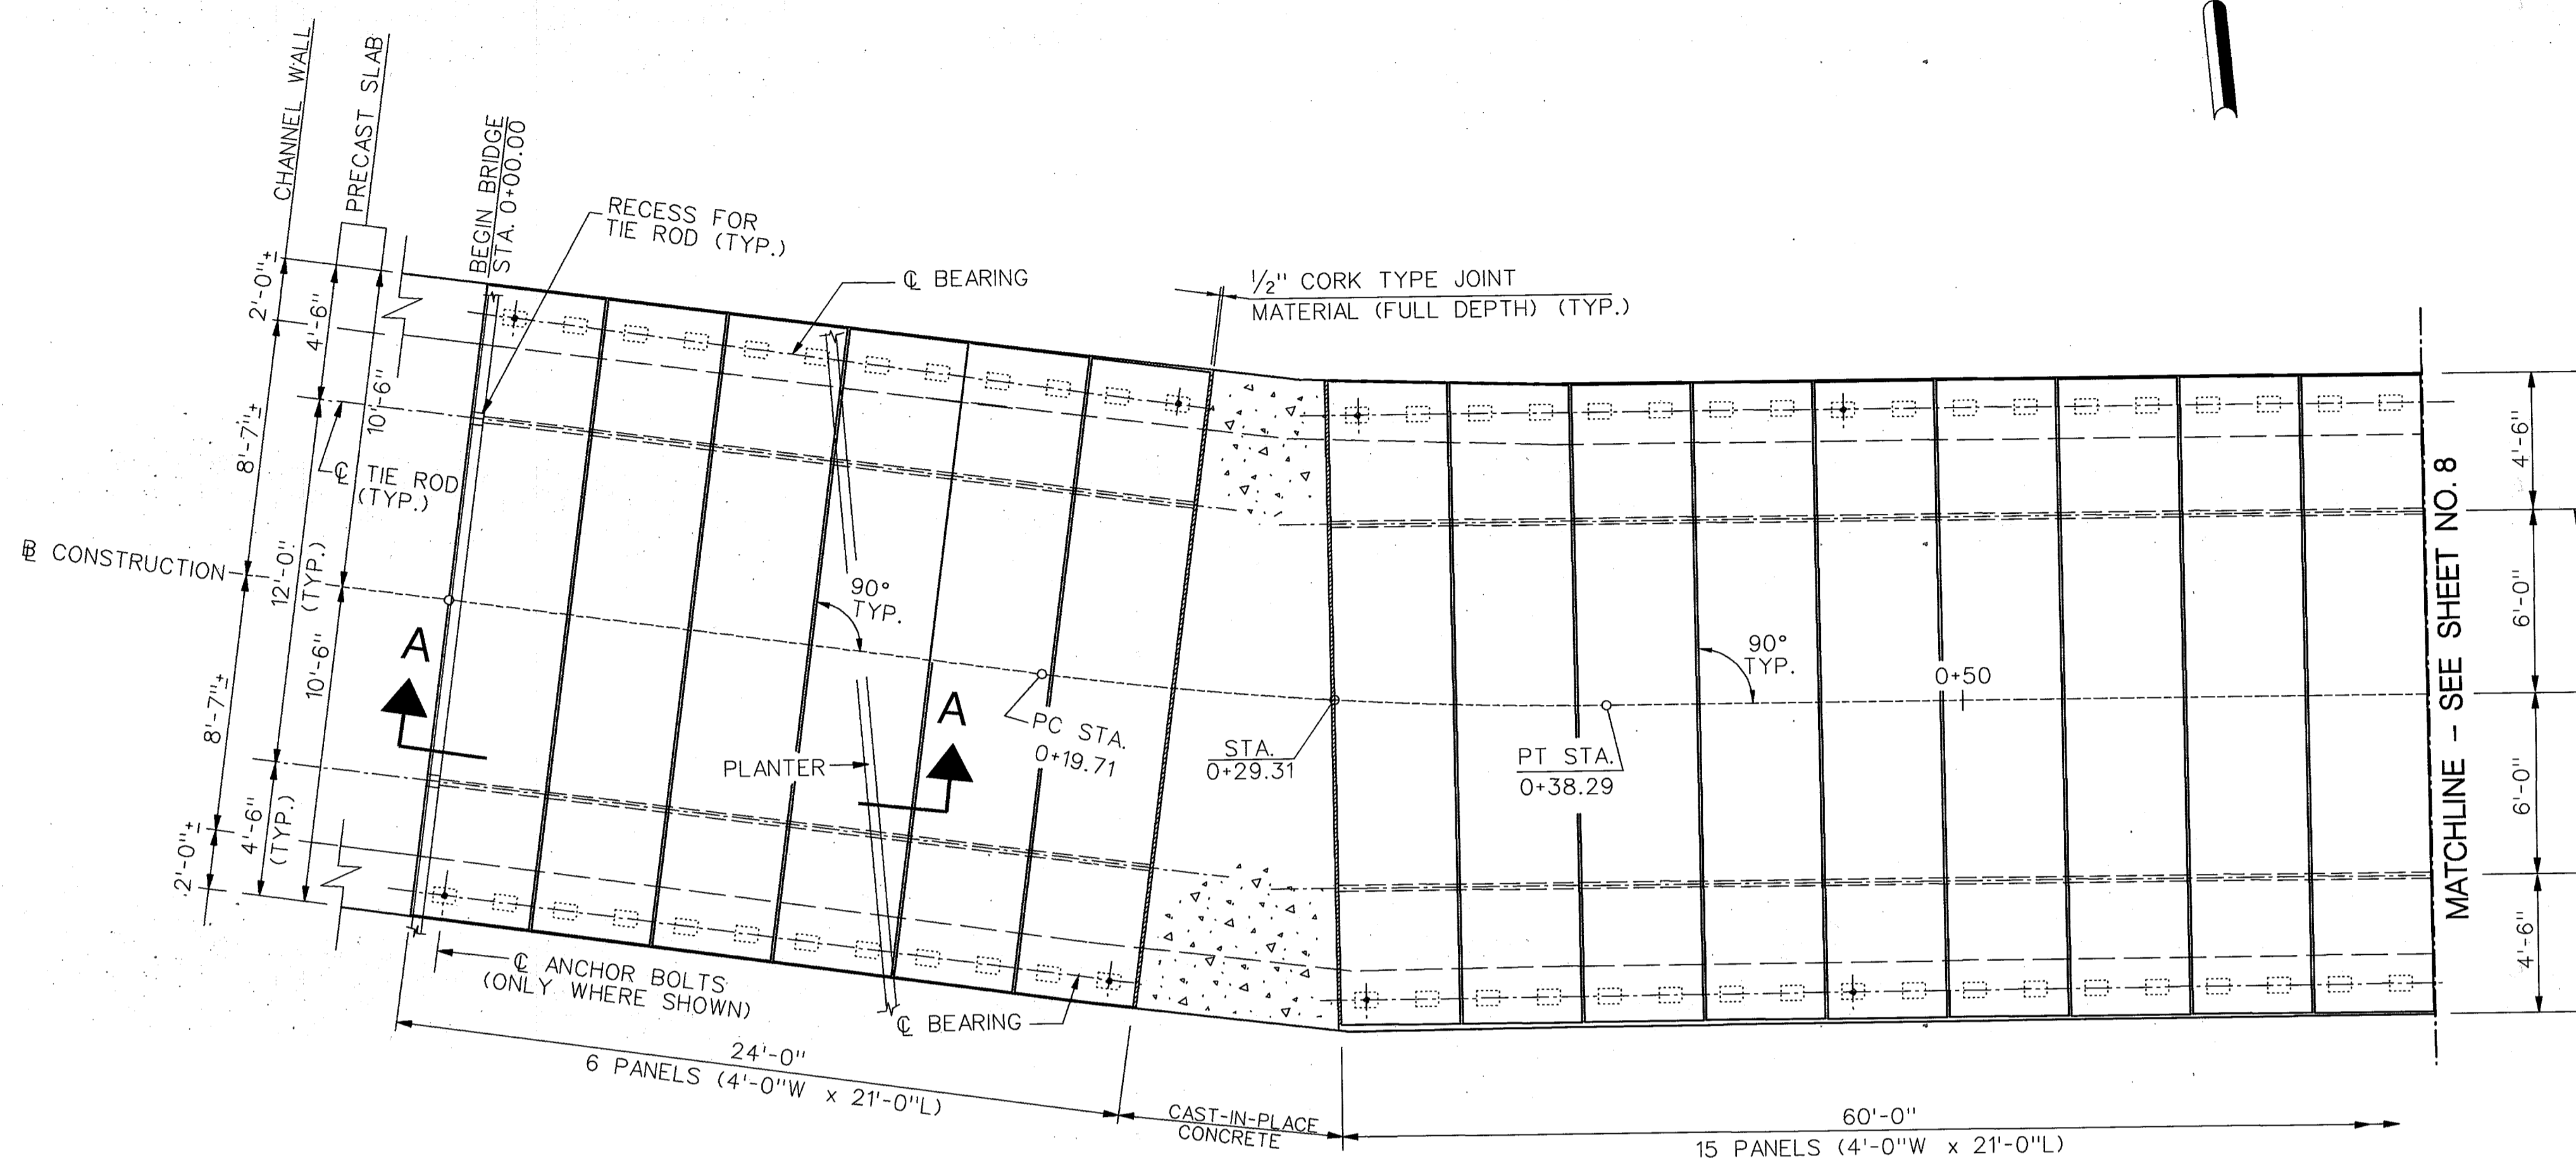 CHANNEL WALL
PRECAST SLAB
BEGIN BRIDGE
STA. 0+00.00
RECESS FOR
TIE ROD (TYP.)
℄ BEARING
1/2" CORK TYPE JOINT
MATERIAL (FULL DEPTH) (TYP.)
2'-0"±
4'-6"
10'-6"
8'-7"±
℄ TIE ROD
(TYP.)
12'-0"
(TYP.)
BL CONSTRUCTION
10'-6"
8'-7"±
4'-6"
(TYP.)
2'-0"±
A
A
90°
TYP.
PLANTER
PC STA.
0+19.71
STA.
0+29.31
PT STA.
0+38.29
90°
TYP.
0+50
MATCHLINE - SEE SHEET NO. 8
4'-6"
6'-0"
6'-0"
4'-6"
℄ ANCHOR BOLTS
(ONLY WHERE SHOWN)
℄ BEARING
24'-0"
6 PANELS (4'-0"W x 21'-0"L)
CAST-IN-PLACE
CONCRETE
60'-0"
15 PANELS (4'-0"W x 21'-0"L)